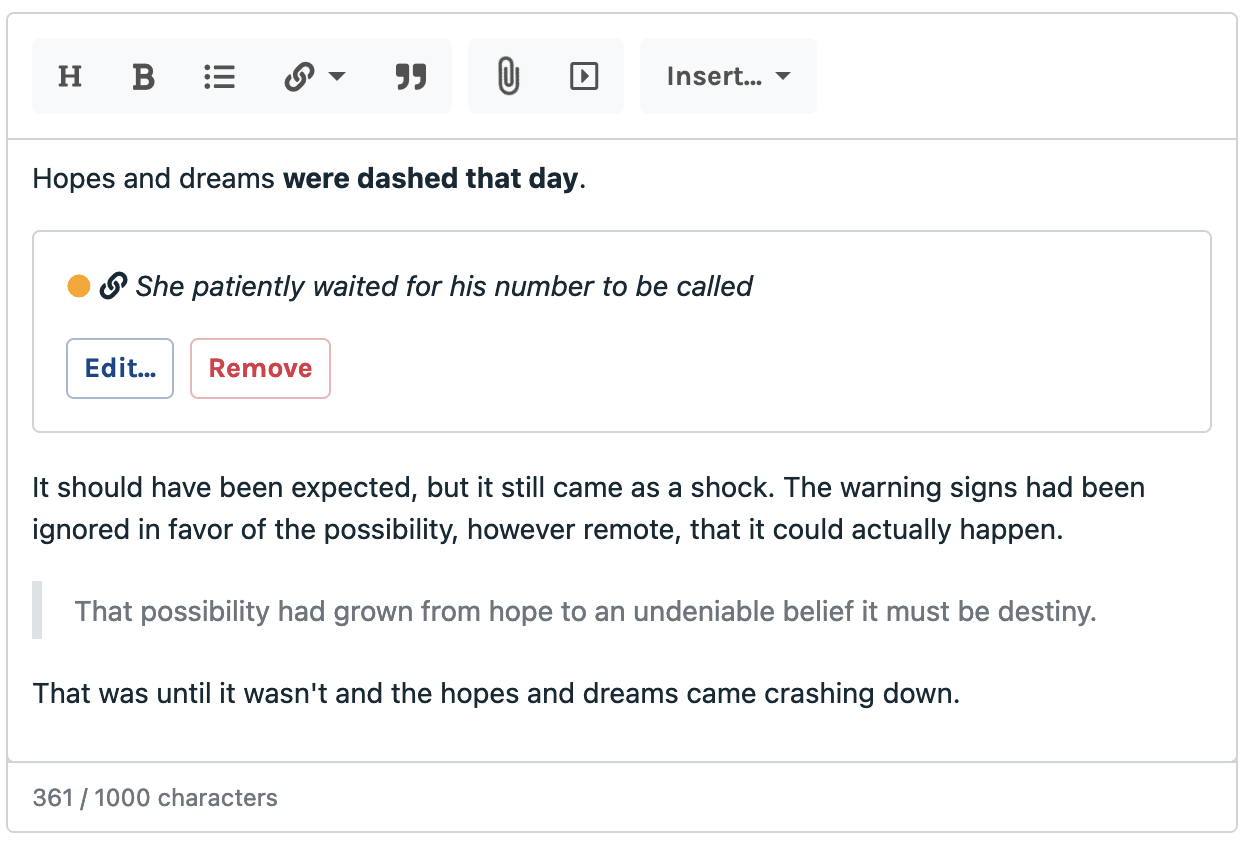 H B Insert...
Hopes and dreams were dashed that day.
She patiently waited for his number to be called
Edit... Remove
It should have been expected, but it still came as a shock. The warning signs had been
ignored in favor of the possibility, however remote, that it could actually happen.
That possibility had grown from hope to an undeniable belief it must be destiny.
That was until it wasn't and the hopes and dreams came crashing down.
361 / 1000 characters